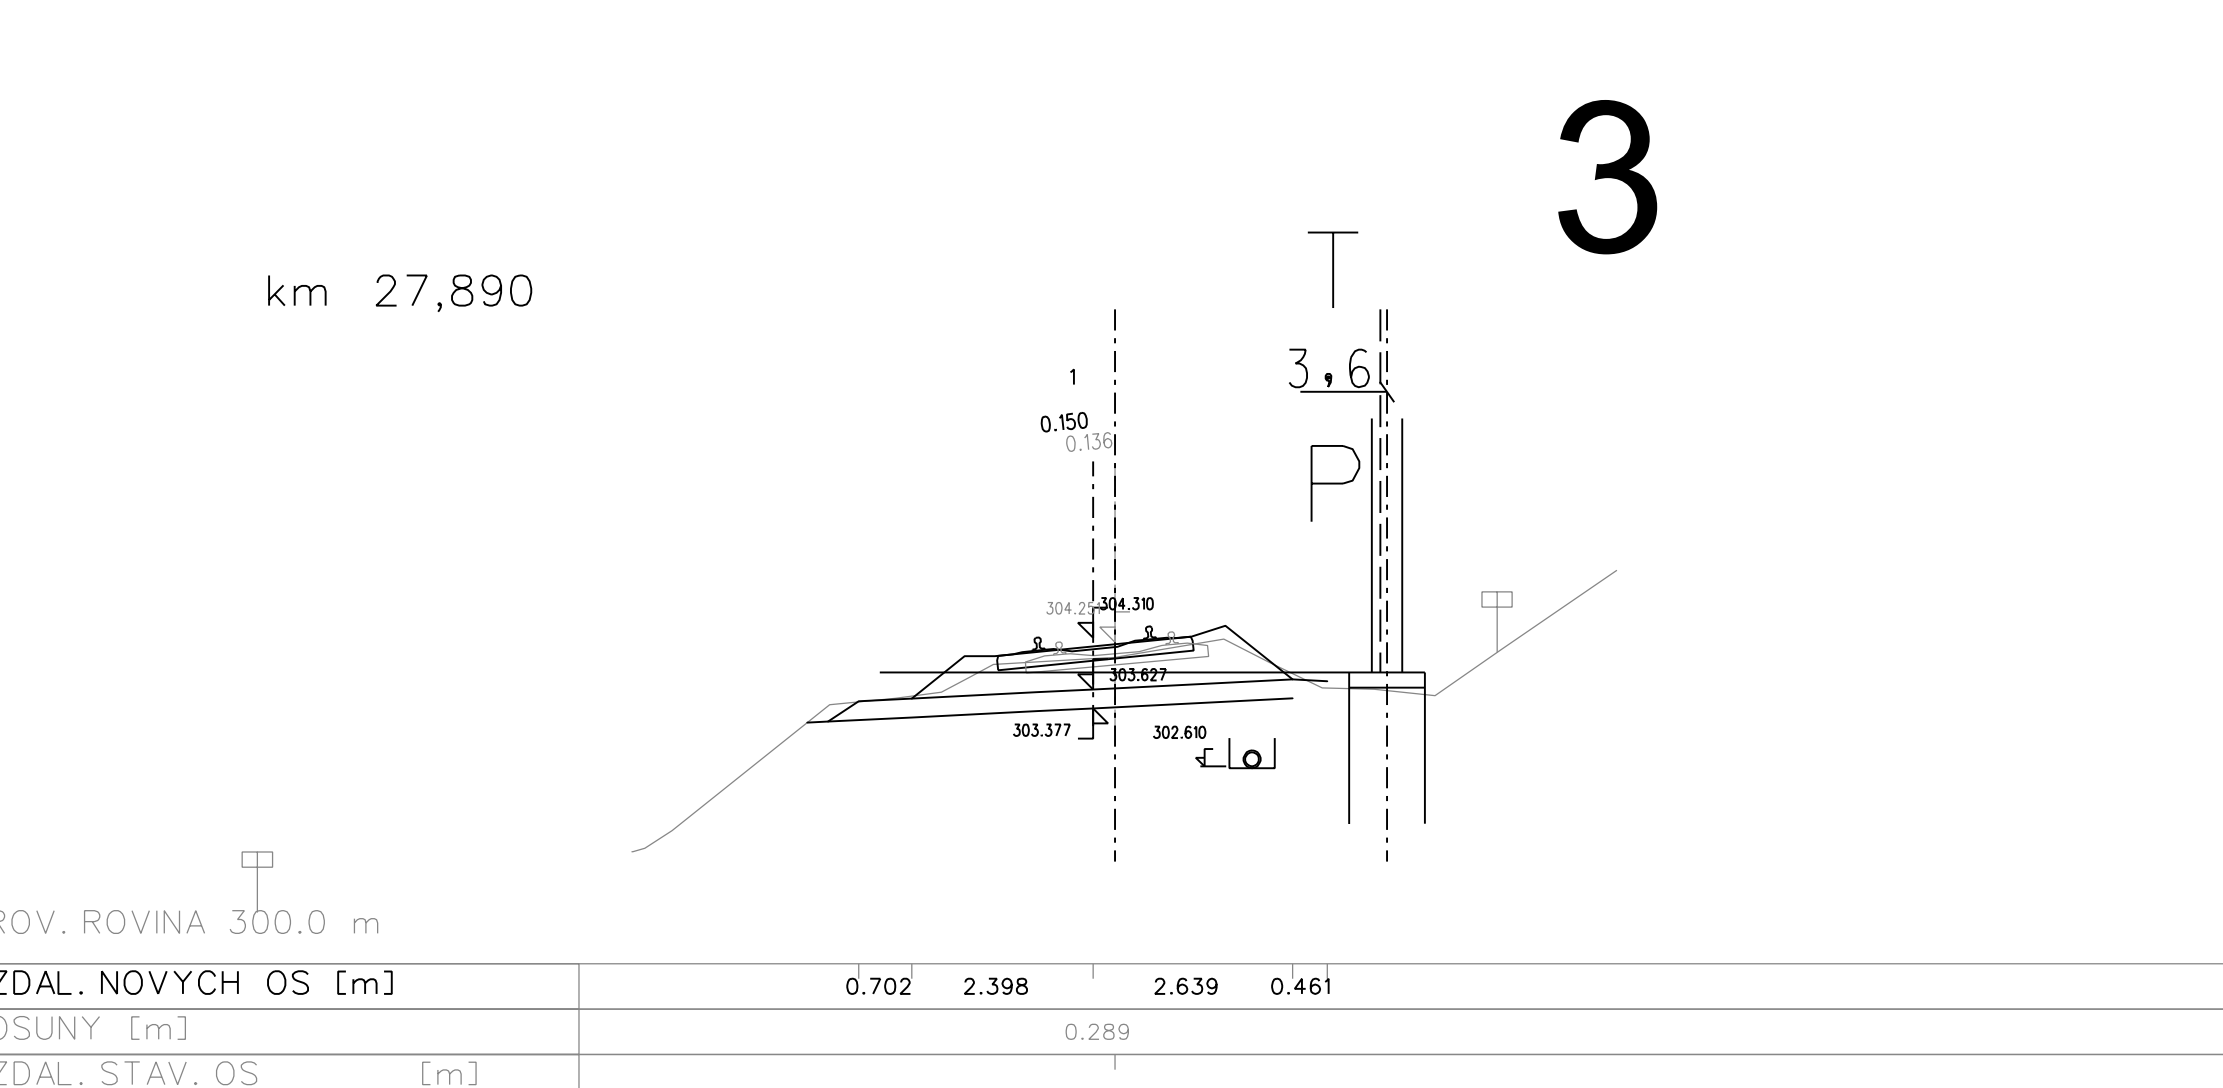 3
T
km 27,890
3,6
1
0.150
0.136
P
304.251
304.310
303.627
303.377
302.610
ROV. ROVINA 300.0 m
ZDAL. NOVYCH OS [m]
0.702 2.398 2.639 0.461
OSUNY [m]
0.289
ZDAL. STAV. OS [m]